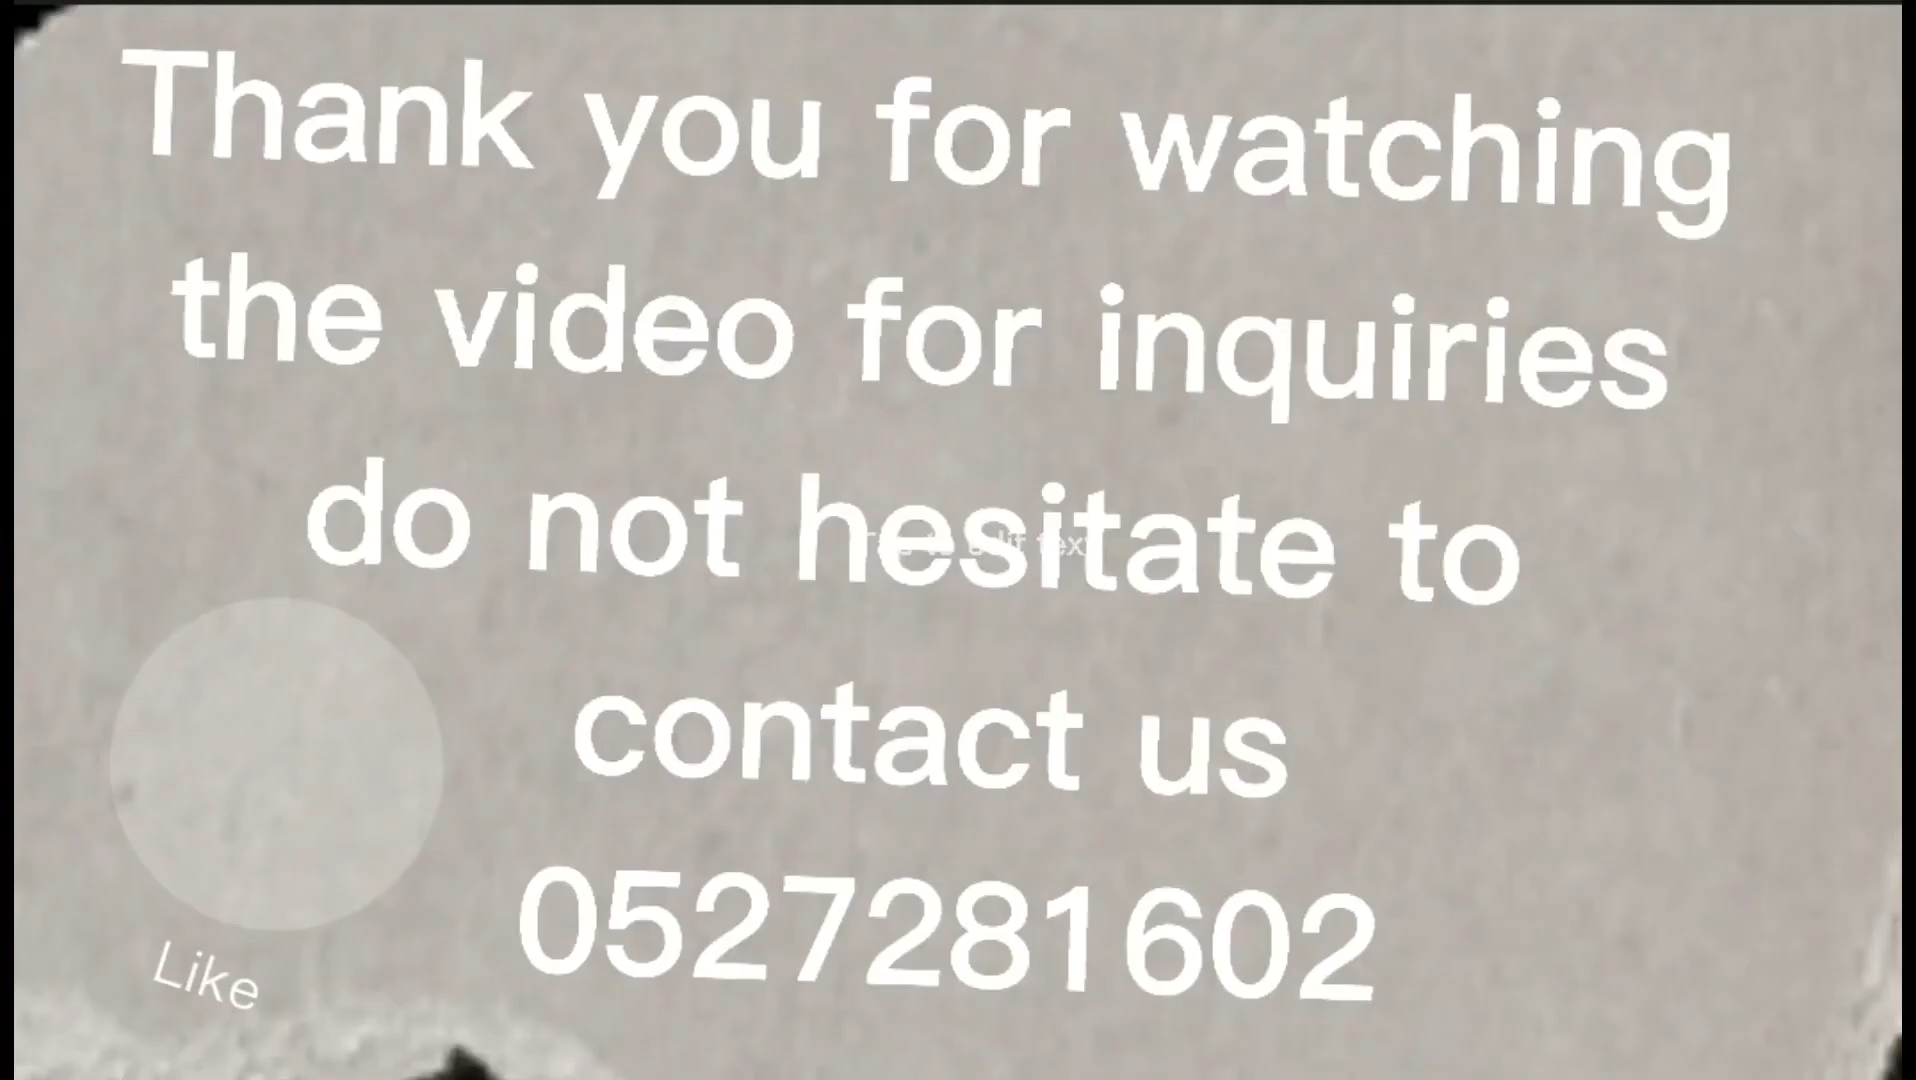 Thank you for watching
the video for inquiries
do not hesitate to
contact us
0527281602
Like